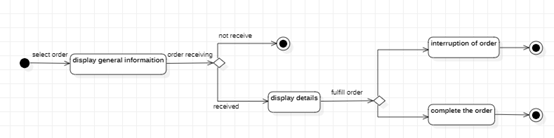 not receive
select order
display general informaition
order receiving
interruption of order
received
display details
fulfill order
complete the order